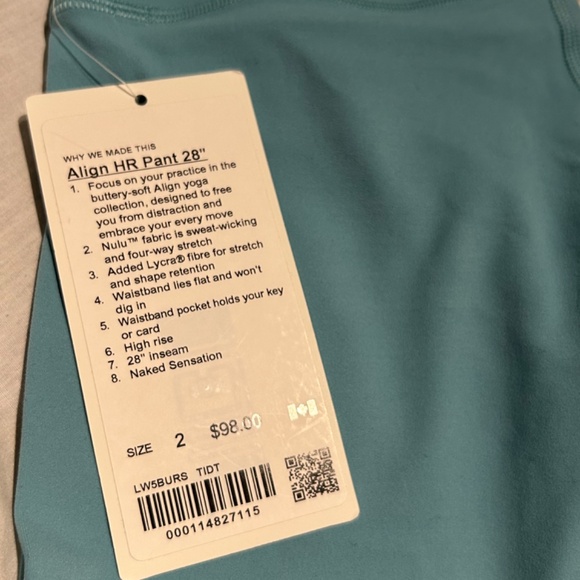 WHY WE MADE THIS
Align HR Pant 28"
1. Focus on your practice in the
buttery-soft Align yoga
collection, designed to free
you from distraction and
embrace your every move
2. Nulu™ fabric is sweat-wicking
and four-way stretch
3. Added Lycra® fibre for stretch
and shape retention
4. Waistband lies flat and won't
dig in
5. Waistband pocket holds your key
or card
6. High rise
7. 28" inseam
8. Naked Sensation
SIZE 2 $98.00
LW5BURS TIDT
000114827115